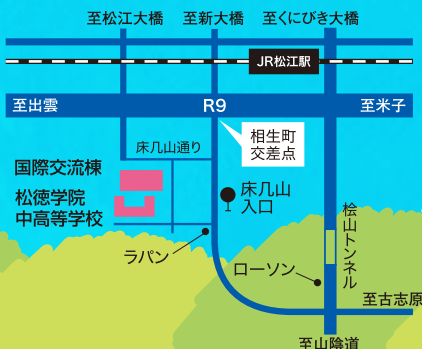 至松江大橋
至新大橋
至くにびき大橋
JR松江駅
至出雲
R9
至米子
相生町
交差点
床几山通り
国際交流棟
松徳学院
中高等学校
床几山
入口
桧山トンネル
ラパン
ローソン
至古志原
至山陰道